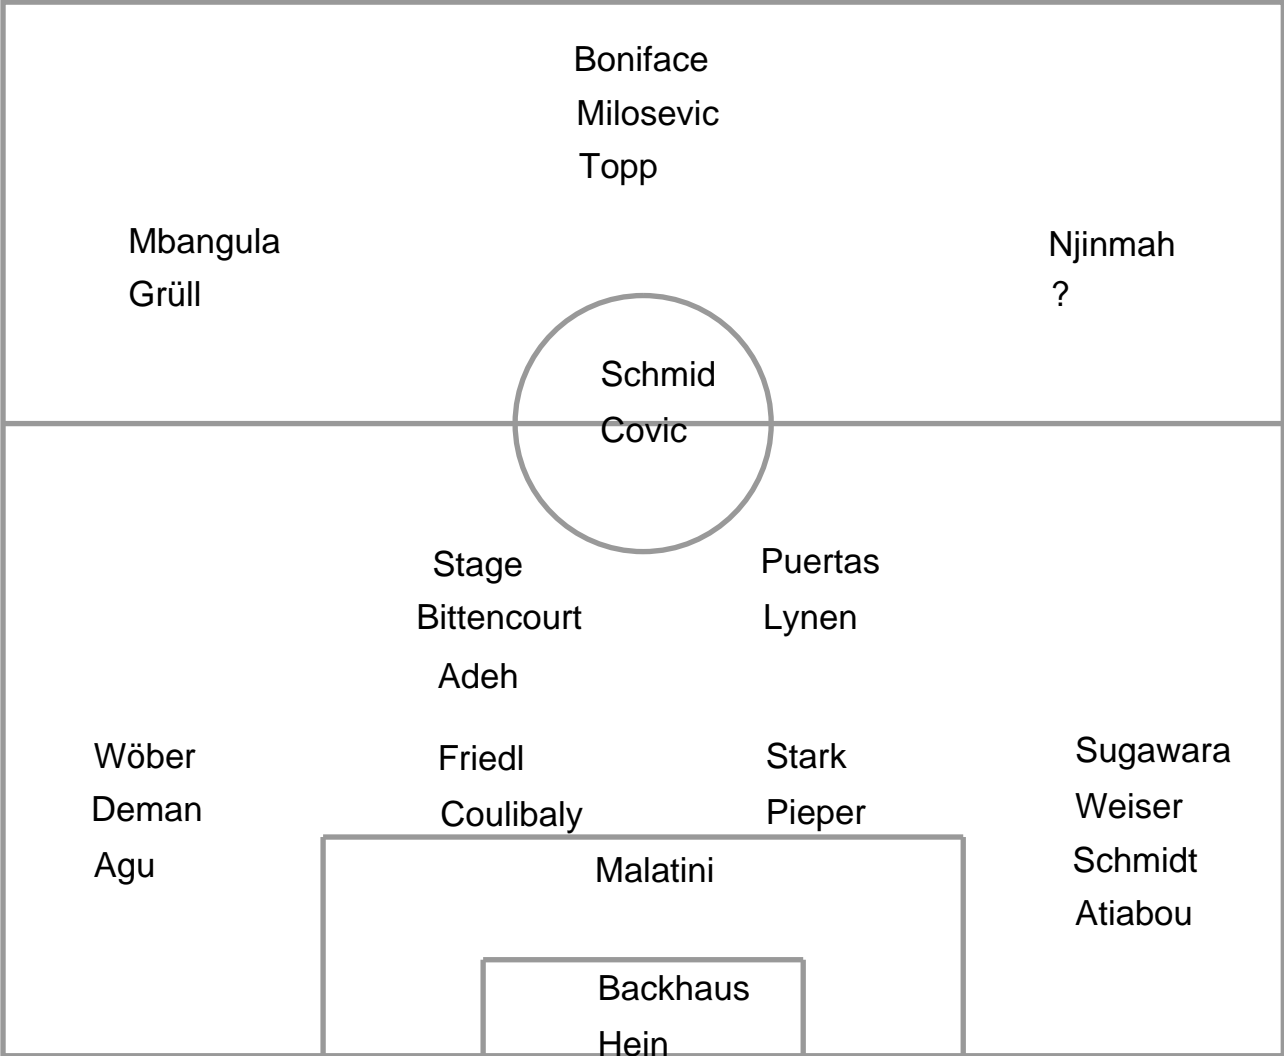 Boniface
Milosevic
Topp
Mbangula
Grüll
Njinmah
?
Schmid
Covic
Stage
Bittencourt
Adeh
Puertas
Lynen
Wöber
Deman
Agu
Friedl
Coulibaly
Stark
Pieper
Malatini
Sugawara
Weiser
Schmidt
Atiabou
Backhaus
Hein